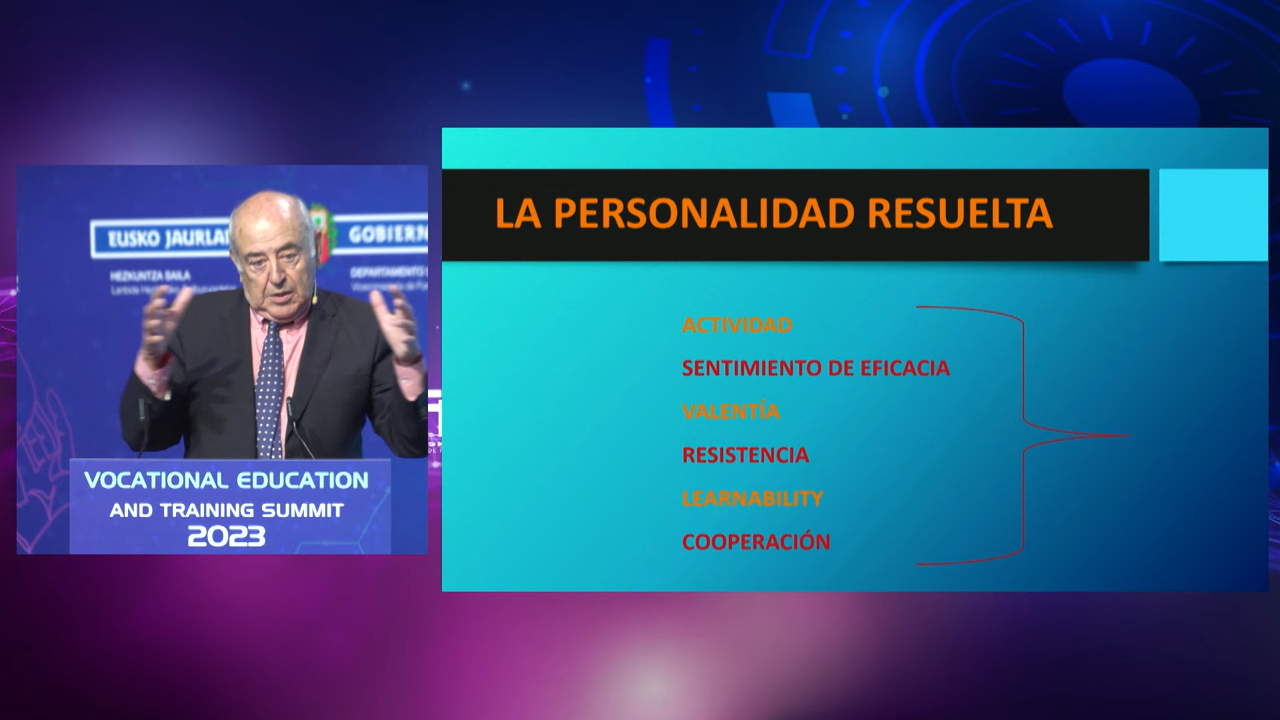 EUSKO JAURLA
GOBIERN
HEZKUNTZA SAILA
DEPARTAMENTO
VOCATIONAL EDUCATION
AND TRAINING SUMMIT
2023
LA PERSONALIDAD RESUELTA
ACTIVIDAD
SENTIMIENTO DE EFICACIA
VALENTÍA
RESISTENCIA
LEARNABILITY
COOPERACIÓN